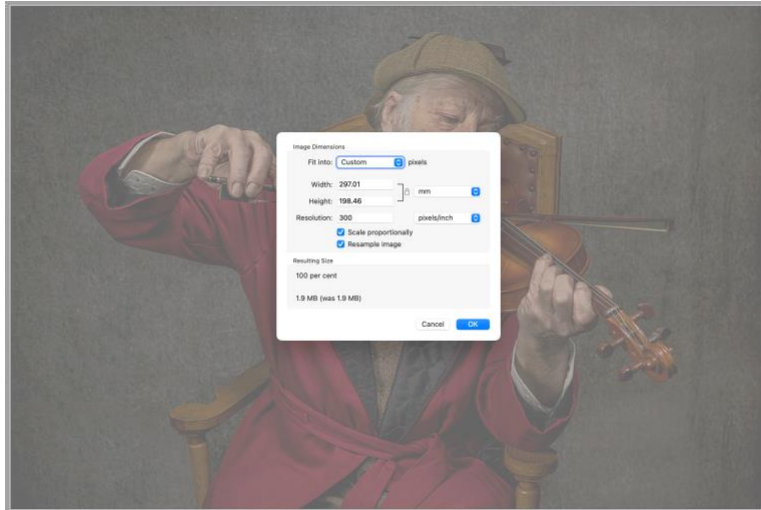 Image Dimensions
Fit into: Custom pixels
Width: 297.01 mm
Height: 198.46
Resolution: 300 pixels/inch
Scale proportionally
Resample image
Resulting Size
100 per cent
1.9 MB (was 1.9 MB)
Cancel OK